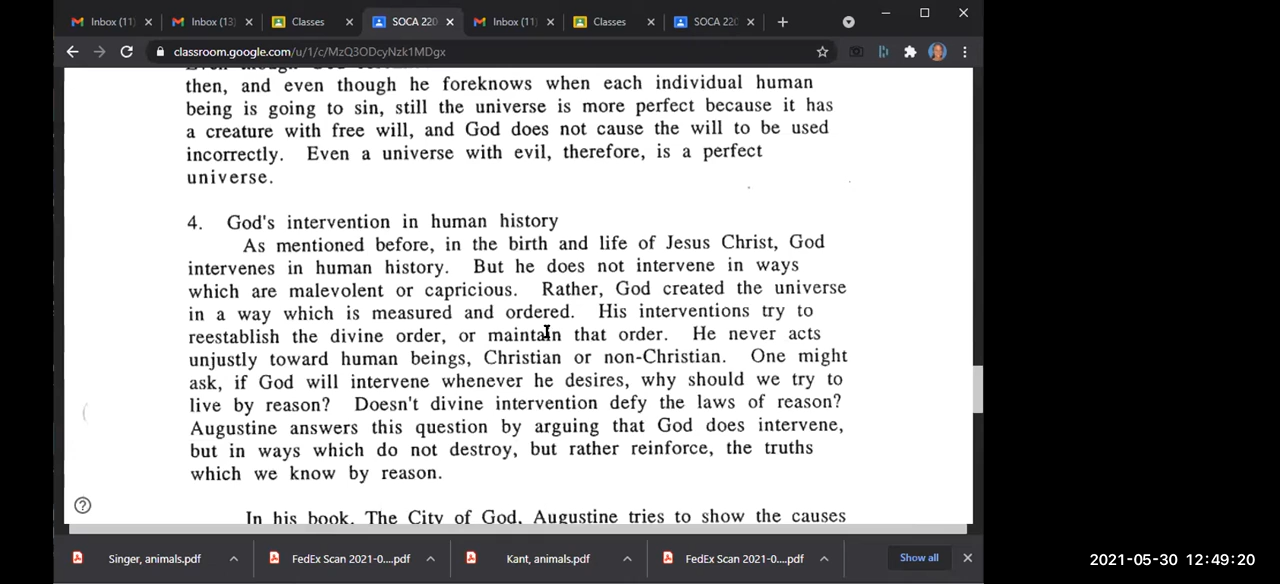 Inbox (11)
Inbox (13)
Classes
SOCA 220
Inbox (11)
Classes
SOCA 220
classroom.google.com/u/1/c/MzQ3ODcyNzk1MDgx
then, and even though he foreknows when each individual human
being is going to sin, still the universe is more perfect because it has
a creature with free will, and God does not cause the will to be used
incorrectly. Even a universe with evil, therefore, is a perfect
universe.
4. God's intervention in human history
As mentioned before, in the birth and life of Jesus Christ, God
intervenes in human history. But he does not intervene in ways
which are malevolent or capricious. Rather, God created the universe
in a way which is measured and ordered. His interventions try to
reestablish the divine order, or maintain that order. He never acts
unjustly toward human beings, Christian or non-Christian. One might
ask, if God will intervene whenever he desires, why should we try to
live by reason? Doesn't divine intervention defy the laws of reason?
Augustine answers this question by arguing that God does intervene,
but in ways which do not destroy, but rather reinforce, the truths
which we know by reason.
In his book, The City of God, Augustine tries to show the causes
Singer, animals.pdf
FedEx Scan 2021-0....pdf
Kant, animals.pdf
FedEx Scan 2021-0....pdf
Show all
2021-05-30 12:49:20